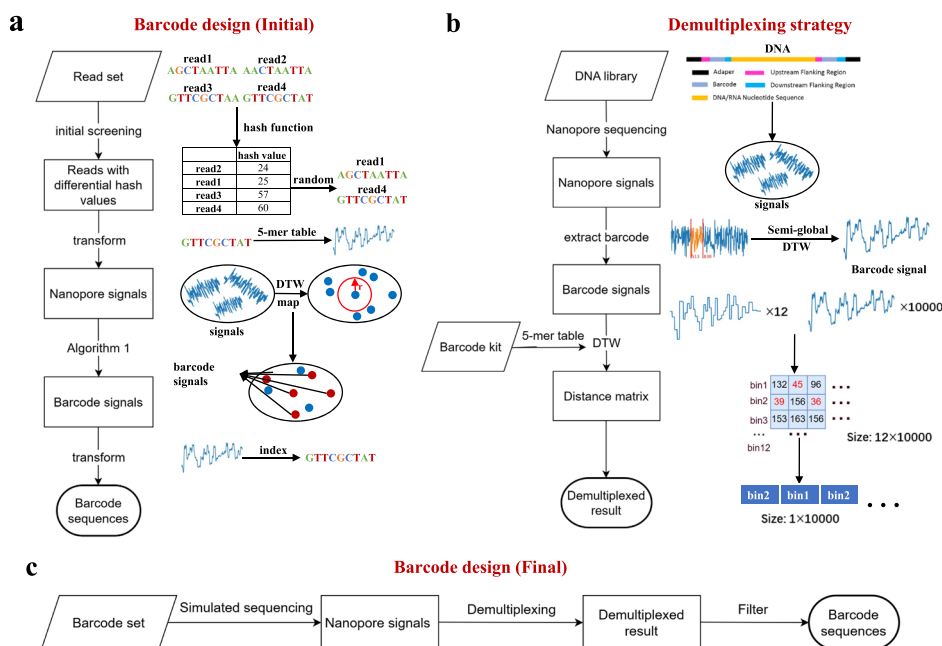 a
Barcode design (Initial)
Read set
initial screening
Reads with
differential hash
values
transform
Nanopore signals
Algorithm 1
Barcode signals
transform
Barcode
sequences
read1 read2
AGCTAATTA AACTAATTA
read3 read4
GTTCGCTAA GTTCGCTAT
hash function
hash value
read2 24
read1 25
read3 57
read4 60
random
read1
AGCTAATTA
read4
GTTCGCTAT
GTTCGCTAT
5-mer table
signals
DTW
map
r
barcode
signals
index
GTTCGCTAT
b
Demultiplexing strategy
DNA library
Nanopore sequencing
Nanopore signals
extract barcode
Barcode signals
Barcode kit
5-mer table
DTW
Distance matrix
Demultiplexed
result
DNA
Adaper
Upstream Flanking Region
Barcode
Downstream Flanking Region
DNA/RNA Nucleotide Sequence
signals
Semi-global
DTW
Barcode signal
×12
×10000
bin1 132 45 96 ...
bin2 39 156 36 ...
bin3 153 163 156 ...
... ...
bin12
Size: 12×10000
bin2 bin1 bin2 ...
Size: 1×10000
c
Barcode design (Final)
Barcode set
Simulated sequencing
Nanopore signals
Demultiplexing
Demultiplexed
result
Filter
Barcode
sequences